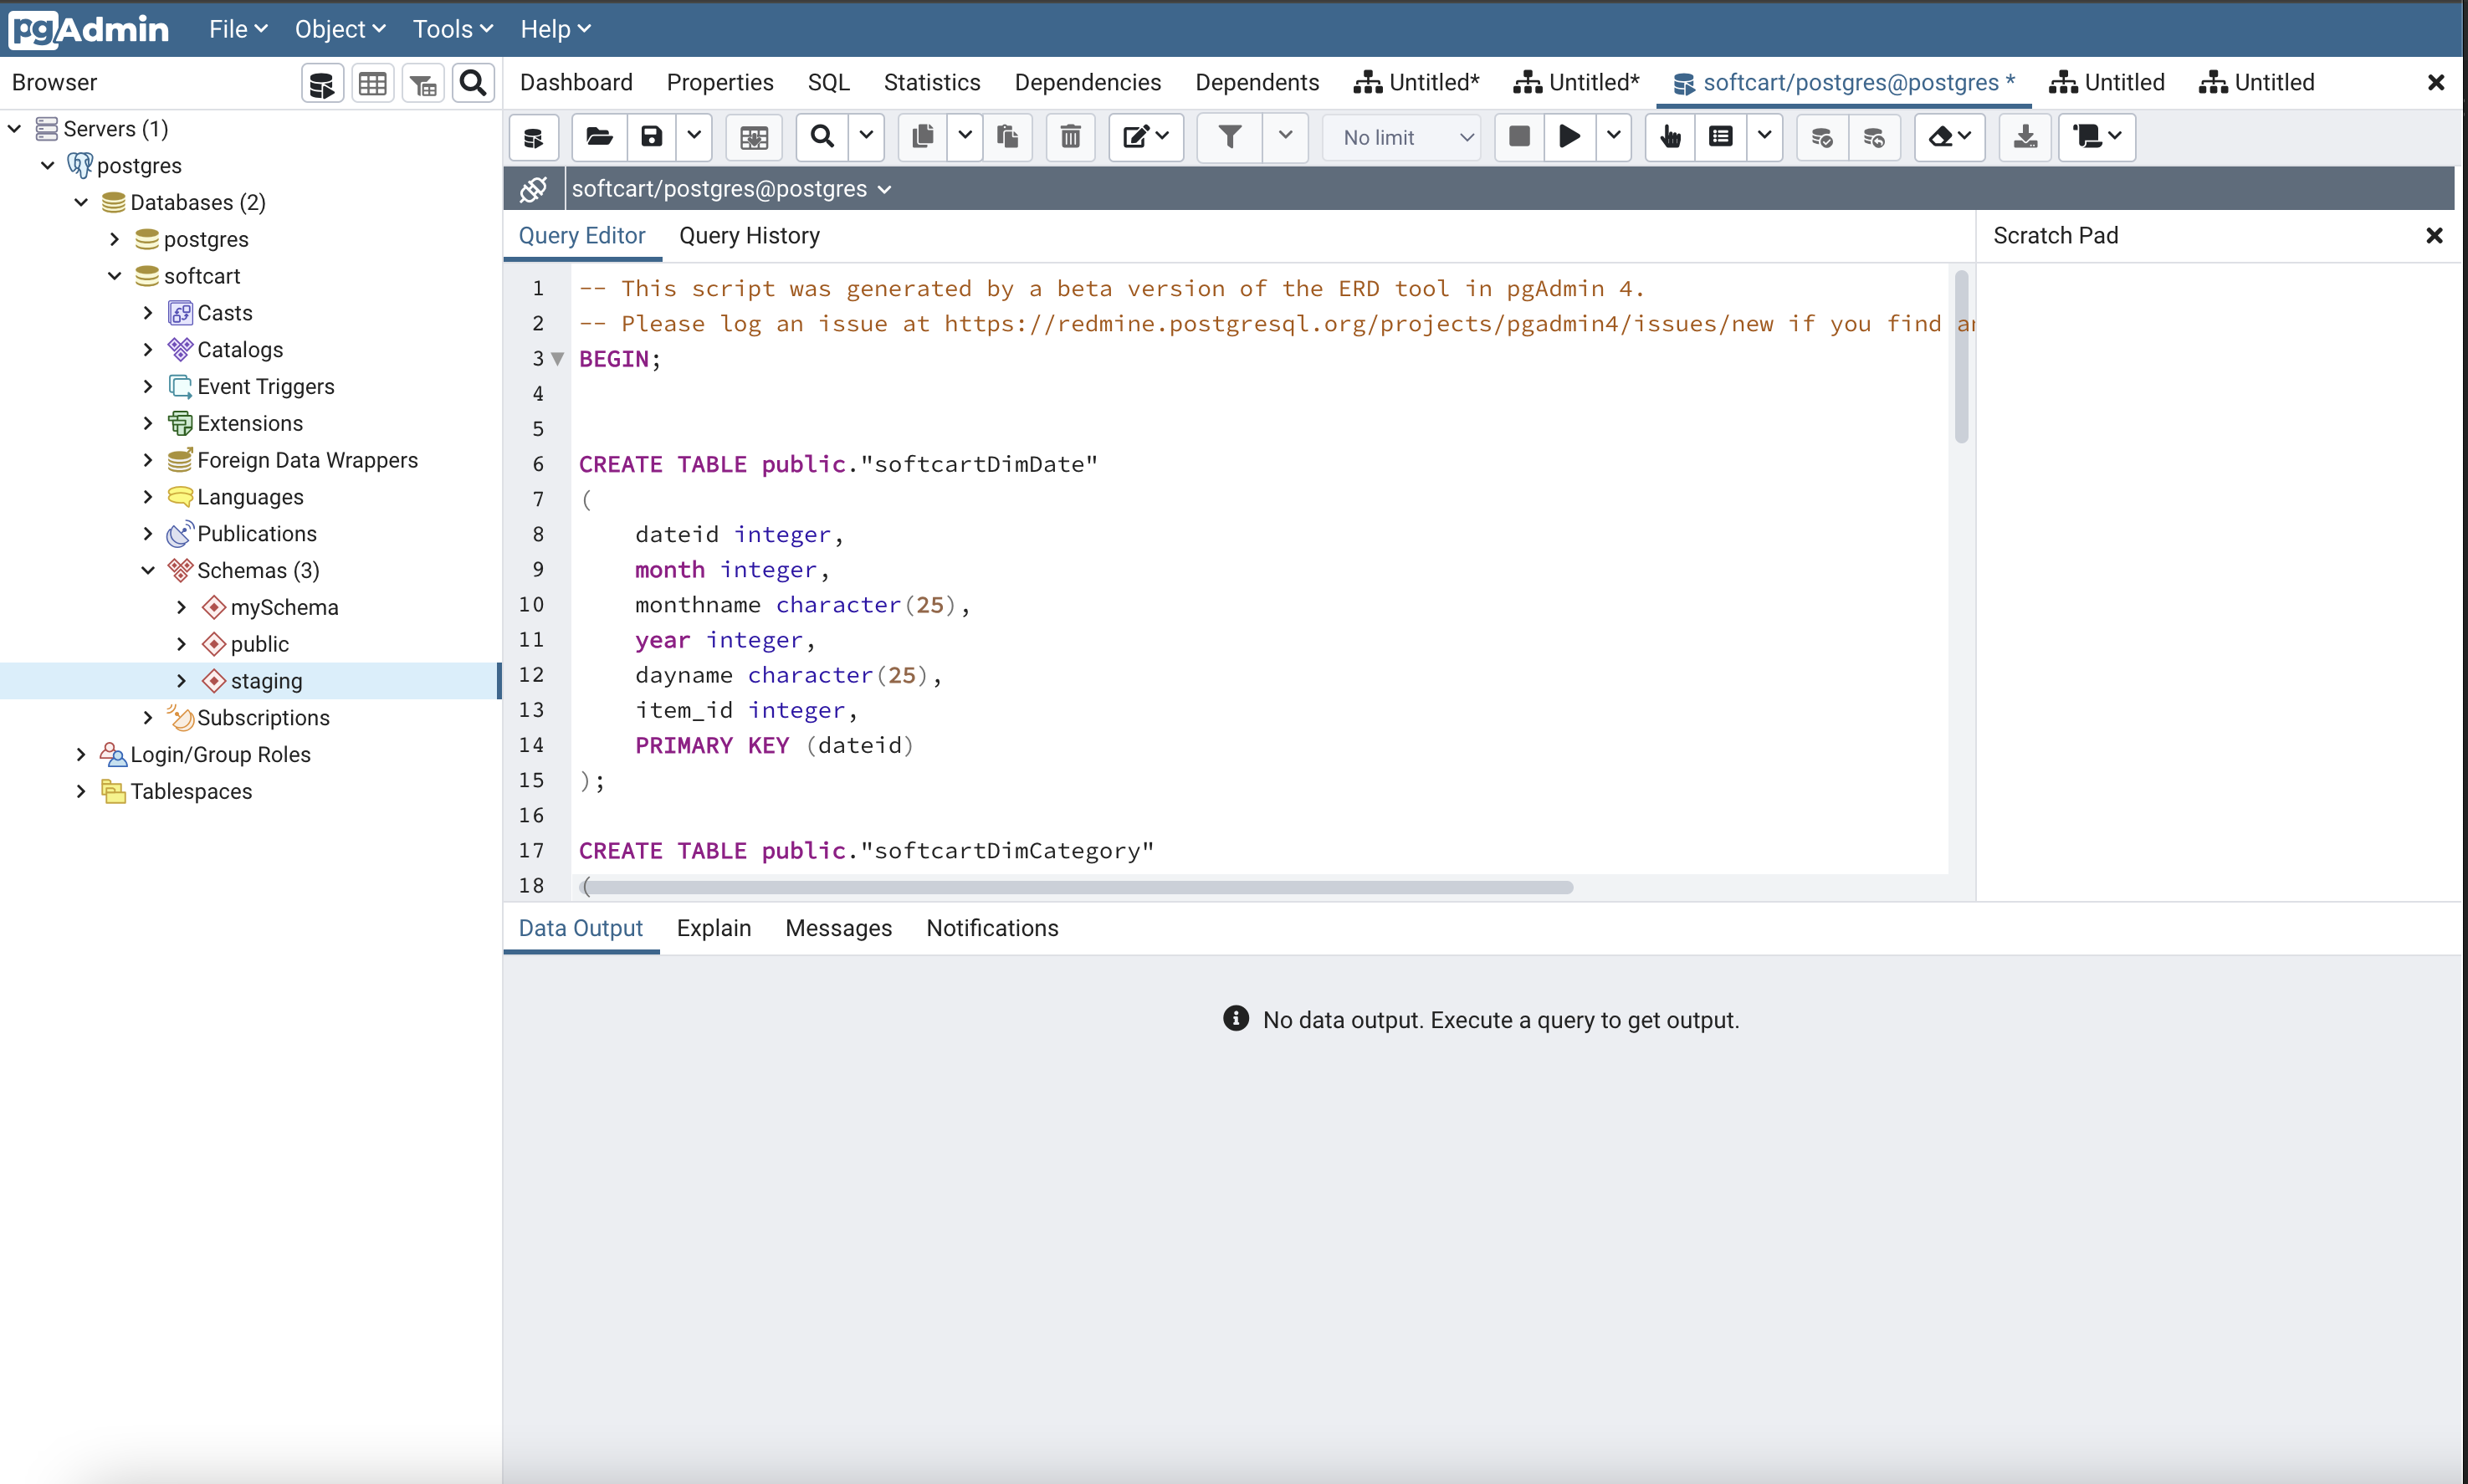 pgAdmin File Object Tools Help
Browser
Dashboard Properties SQL Statistics Dependencies Dependents Untitled* Untitled* softcart/postgres@postgres * Untitled Untitled
Servers (1)
postgres
Databases (2)
postgres
softcart
Casts
Catalogs
Event Triggers
Extensions
Foreign Data Wrappers
Languages
Publications
Schemas (3)
mySchema
public
staging
Subscriptions
Login/Group Roles
Tablespaces
No limit
softcart/postgres@postgres
Query Editor Query History
Scratch Pad
1 -- This script was generated by a beta version of the ERD tool in pgAdmin 4.
2 -- Please log an issue at https://redmine.postgresql.org/projects/pgadmin4/issues/new if you find
3 BEGIN;
4
5
6 CREATE TABLE public."softcartDimDate"
7 (
8 dateid integer,
9 month integer,
10 monthname character(25),
11 year integer,
12 dayname character(25),
13 item_id integer,
14 PRIMARY KEY (dateid)
15 );
16
17 CREATE TABLE public."softcartDimCategory"
18 (
Data Output Explain Messages Notifications
No data output. Execute a query to get output.